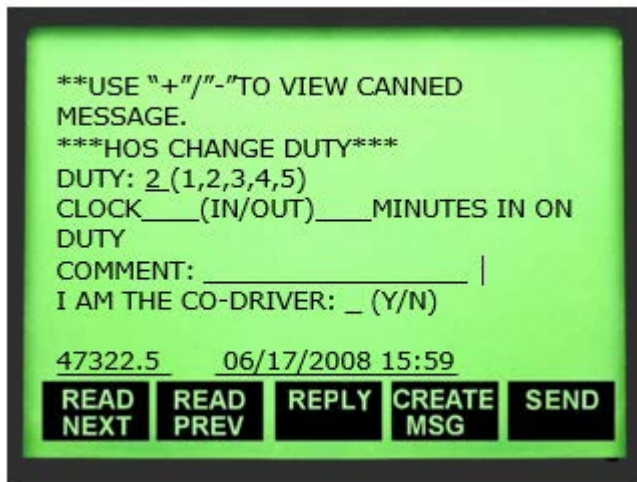 **USE “+”/”-”TO VIEW CANNED
MESSAGE.
***HOS CHANGE DUTY***
DUTY: 2 (1,2,3,4,5)
CLOCK____(IN/OUT)____MINUTES IN ON
DUTY
COMMENT: ___________________
I AM THE CO-DRIVER: _ (Y/N)
47322.5 06/17/2008 15:59
READ NEXT READ PREV REPLY CREATE MSG SEND